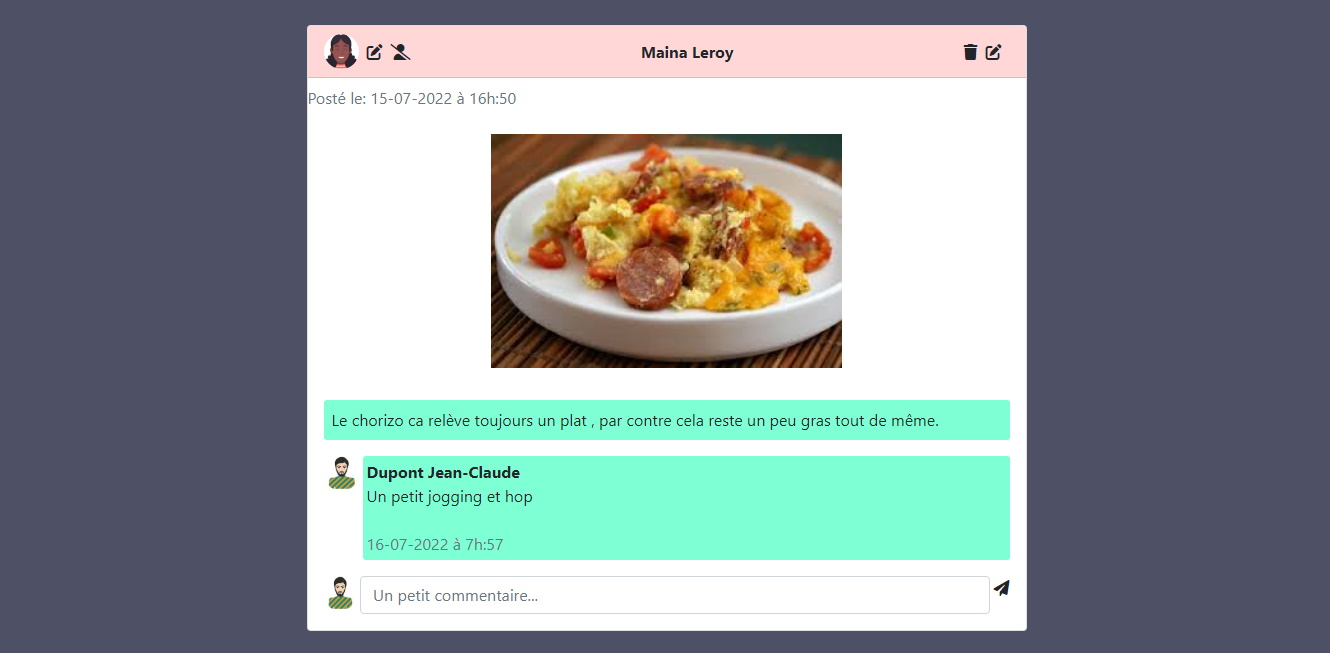 Maina Leroy
Posté le: 15-07-2022 à 16h:50
Le chorizo ca relève toujours un plat , par contre cela reste un peu gras tout de même.
Dupont Jean-Claude
Un petit jogging et hop
16-07-2022 à 7h:57
Un petit commentaire...